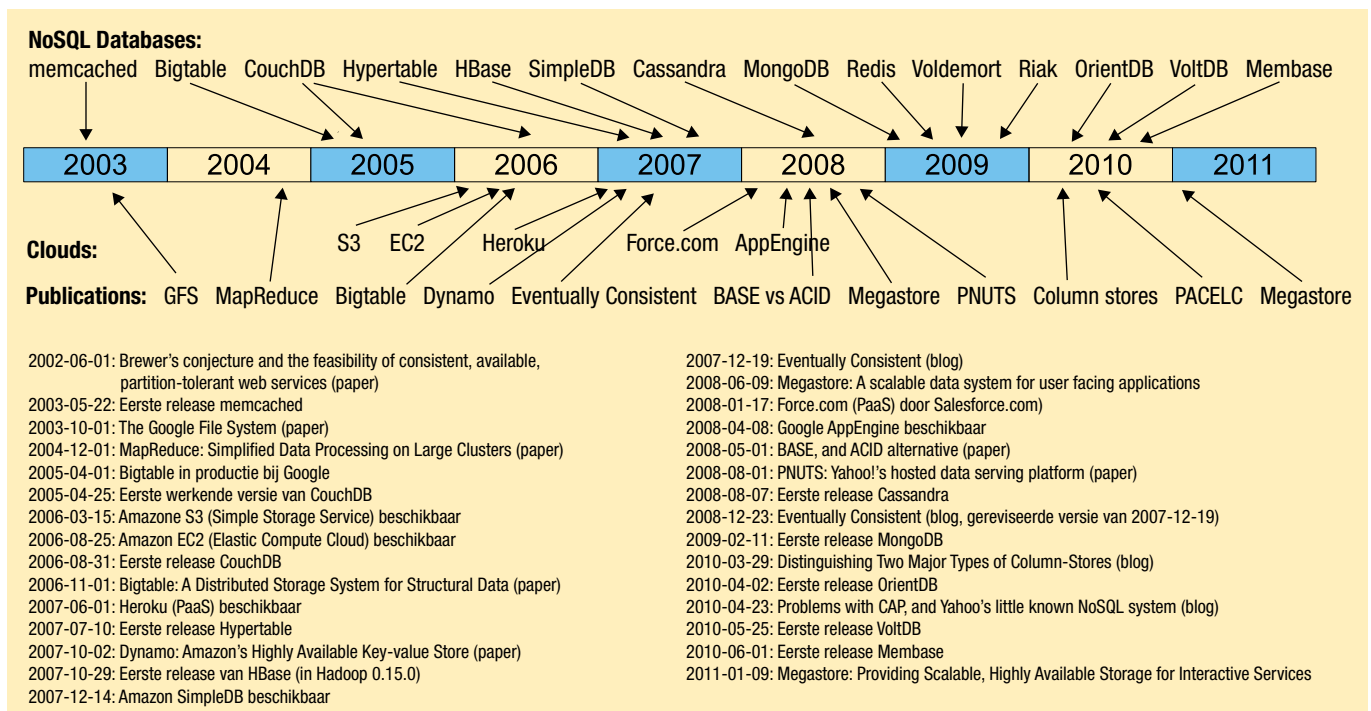 NoSQL Databases:
memcached Bigtable CouchDB Hypertable HBase SimpleDB Cassandra MongoDB Redis Voldemort Riak OrientDB VoltDB Membase
2003 2004 2005 2006 2007 2008 2009 2010 2011
S3 EC2 Heroku Force.com AppEngine
Clouds:
Publications: GFS MapReduce Bigtable Dynamo Eventually Consistent BASE vs ACID Megastore PNUTS Column stores PACELC Megastore
2002-06-01: Brewer's conjecture and the feasibility of consistent, available,
partition-tolerant web services (paper)
2003-05-22: Eerste release memcached
2003-10-01: The Google File System (paper)
2004-12-01: MapReduce: Simplified Data Processing on Large Clusters (paper)
2005-04-01: Bigtable in productie bij Google
2005-04-25: Eerste werkende versie van CouchDB
2006-03-15: Amazone S3 (Simple Storage Service) beschikbaar
2006-08-25: Amazon EC2 (Elastic Compute Cloud) beschikbaar
2006-08-31: Eerste release CouchDB
2006-11-01: Bigtable: A Distributed Storage System for Structural Data (paper)
2007-06-01: Heroku (PaaS) beschikbaar
2007-07-10: Eerste release Hypertable
2007-10-02: Dynamo: Amazon's Highly Available Key-value Store (paper)
2007-10-29: Eerste release van HBase (in Hadoop 0.15.0)
2007-12-14: Amazon SimpleDB beschikbaar
2007-12-19: Eventually Consistent (blog)
2008-06-09: Megastore: A scalable data system for user facing applications
2008-01-17: Force.com (PaaS) door Salesforce.com)
2008-04-08: Google AppEngine beschikbaar
2008-05-01: BASE, and ACID alternative (paper)
2008-08-01: PNUTS: Yahoo!'s hosted data serving platform (paper)
2008-08-07: Eerste release Cassandra
2008-12-23: Eventually Consistent (blog, gereviseerde versie van 2007-12-19)
2009-02-11: Eerste release MongoDB
2010-03-29: Distinguishing Two Major Types of Column-Stores (blog)
2010-04-02: Eerste release OrientDB
2010-04-23: Problems with CAP, and Yahoo's little known NoSQL system (blog)
2010-05-25: Eerste release VoltDB
2010-06-01: Eerste release Membase
2011-01-09: Megastore: Providing Scalable, Highly Available Storage for Interactive Services